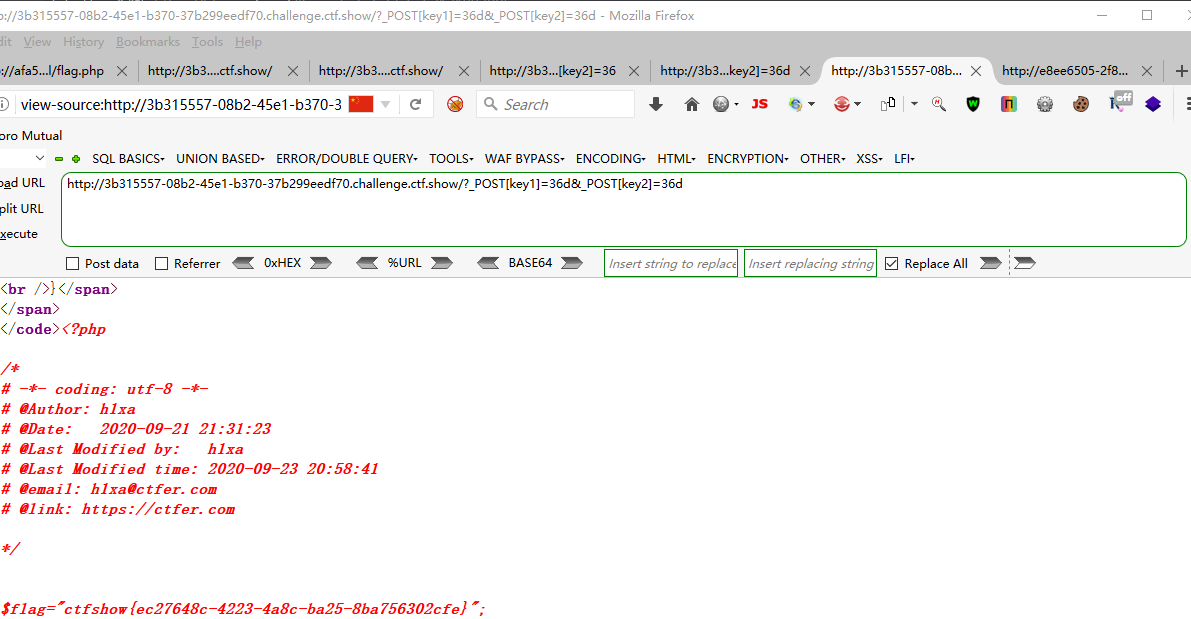 p://3b315557-08b2-45e1-b370-37b299eedf70.challenge.ctf.show/?_POST[key1]=36d&_POST[key2]=36d - Mozilla Firefox
dit View History Bookmarks Tools Help
://afa5...l/flag.php http://3b3....ctf.show/ http://3b3....ctf.show/ http://3b3...[key2]=36 http://3b3...key2]=36d http://3b315557-08b... http://e8ee6505-2f8...
view-source:http://3b315557-08b2-45e1-b370-3 Search JS off
oro Mutual
SQL BASICS UNION BASED ERROR/DOUBLE QUERY TOOLS WAF BYPASS ENCODING HTML ENCRYPTION OTHER XSS LFI
oad URL http://3b315557-08b2-45e1-b370-37b299eedf70.challenge.ctf.show/?_POST[key1]=36d&_POST[key2]=36d
plit URL
xecute
Post data Referrer 0xHEX %URL BASE64 Insert string to replace Insert replacing string Replace All
<br />}</span>
</span>
</code><?php
/*
# -*- coding: utf-8 -*-
# @Author: h1xa
# @Date:   2020-09-21 21:31:23
# @Last Modified by:   h1xa
# @Last Modified time: 2020-09-23 20:58:41
# @email: h1xa@ctfer.com
# @link: https://ctfer.com
*/
$flag="ctfshow{ec27648c-4223-4a8c-ba25-8ba756302cfe}";